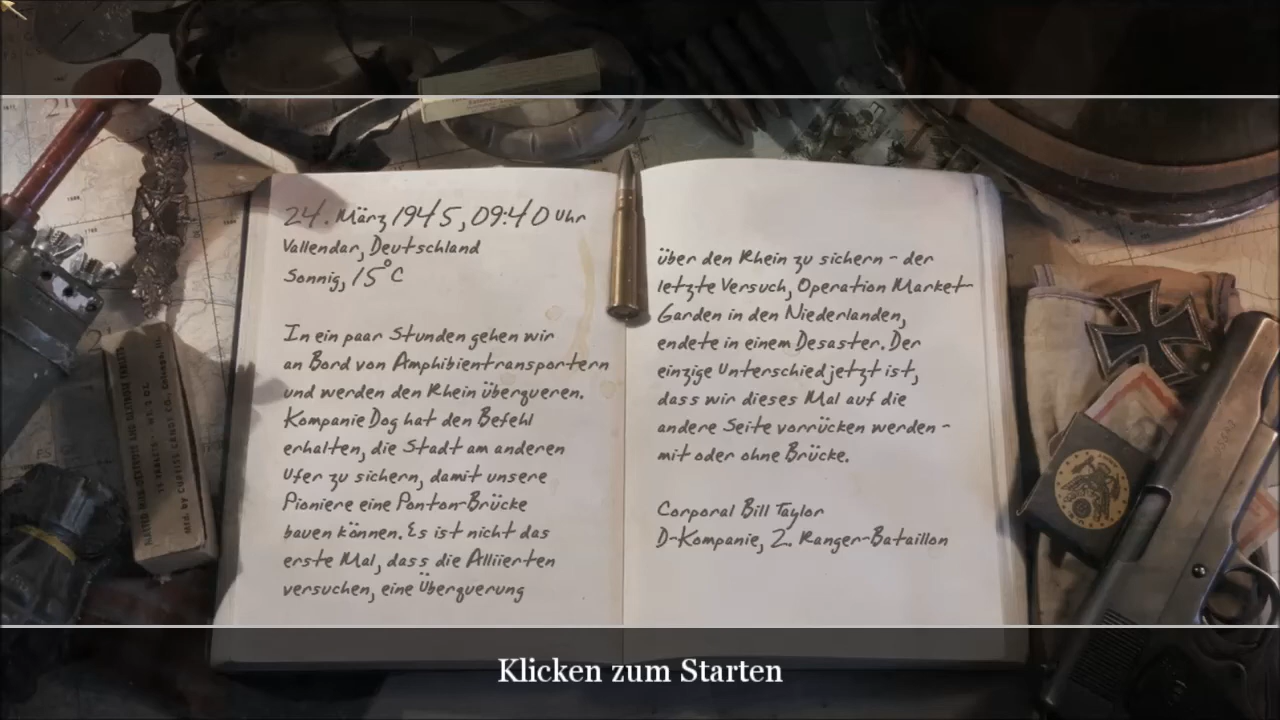 24. März 1945, 09:40 Uhr
Vallendar, Deutschland
Sonnig, 15°C
In ein paar Stunden gehen wir
an Bord von Amphibientransportern
und werden den Rhein überqueren.
Kompanie Dog hat den Befehl
erhalten, die Stadt am anderen
Ufer zu sichern, damit unsere
Pioniere eine Ponton-Brücke
bauen können. Es ist nicht das
erste Mal, dass die Alliierten
versuchen, eine Überquerung
über den Rhein zu sichern - der
letzte Versuch, Operation Market-
Garden in den Niederlanden,
endete in einem Desaster. Der
einzige Unterschied jetzt ist,
dass wir dieses Mal auf die
andere Seite vorrücken werden -
mit oder ohne Brücke.
Corporal Bill Taylor
D-Kompanie, 2. Ranger-Bataillon
Klicken zum Starten